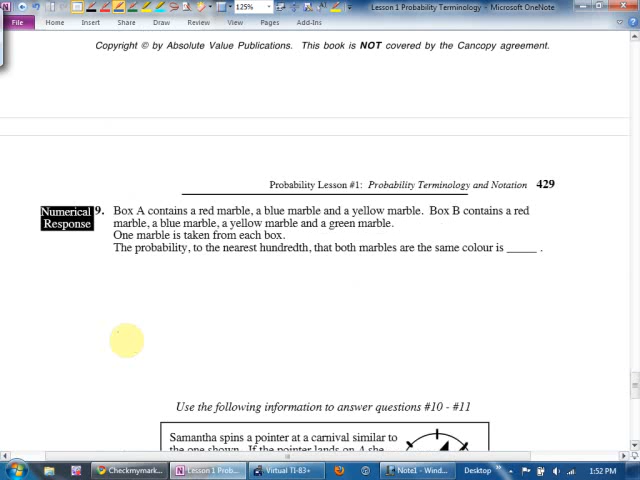 125%
Lesson 1 Probability Terminology - Microsoft OneNote
File
Home
Insert
Share
Draw
Review
View
Pages
Add-Ins
Copyright © by Absolute Value Publications. This book is NOT covered by the Cancopy agreement.
Probability Lesson #1: Probability Terminology and Notation 429
Numerical Response
9. Box A contains a red marble, a blue marble and a yellow marble. Box B contains a red
marble, a blue marble, a yellow marble and a green marble.
One marble is taken from each box.
The probability, to the nearest hundredth, that both marbles are the same colour is _____ .
Use the following information to answer questions #10 - #11
Samantha spins a pointer at a carnival similar to
the one shown. If the pointer lands on A she
Checkmymark...
Lesson 1 Prob...
Virtual TI-83+
Note1 - Wind...
Desktop
1:52 PM